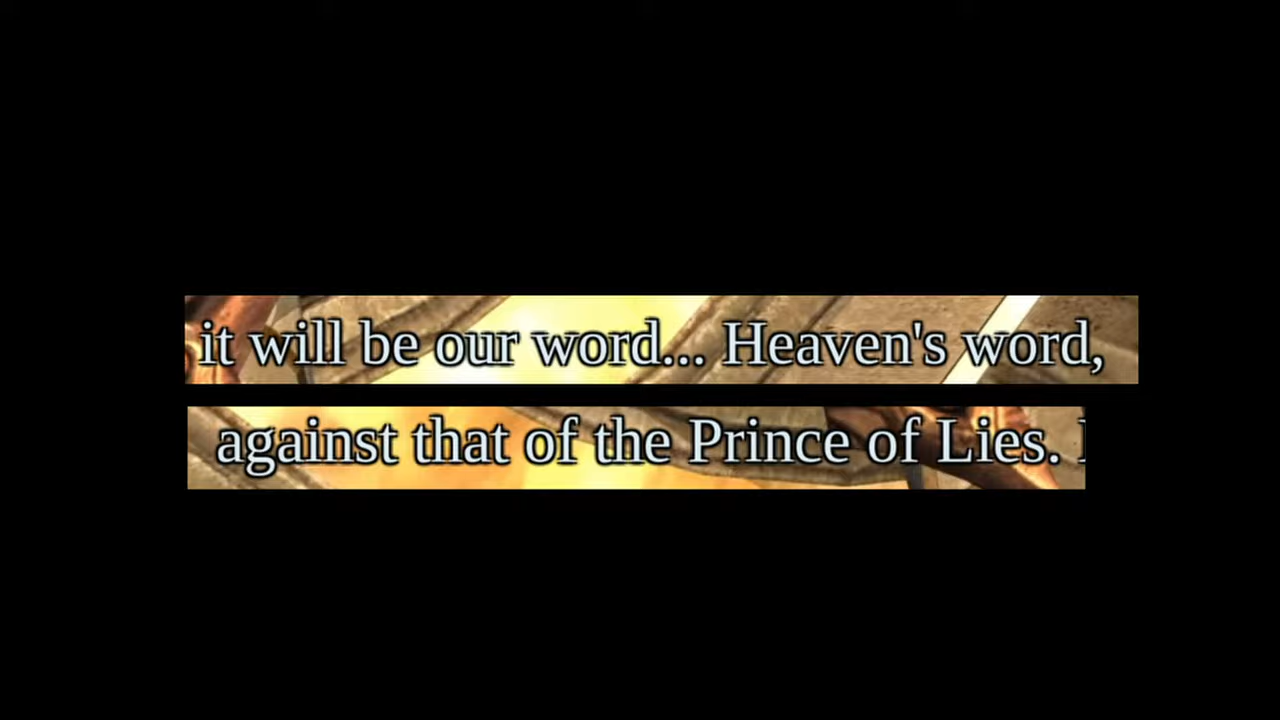 it will be our word... Heaven's word,
against that of the Prince of Lies.